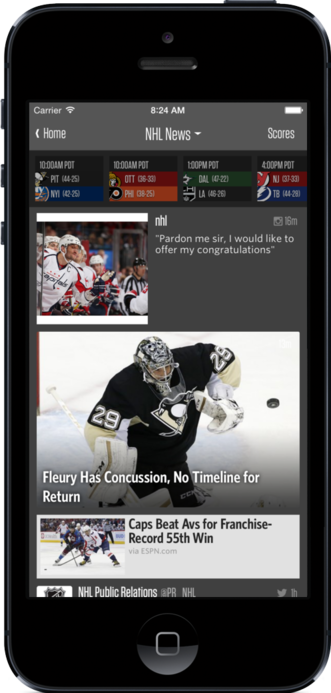 Carrier 8:24 AM
Home NHL News Scores
10:00AM PDT 10:00AM PDT 1:00PM PDT 4:00PM PDT
PIT (44-25) OTT (36-33) DAL (47-22) NJ (37-33)
NYI (42-25) PHI (38-25) LA (46-26) TB (44-28)
nhl 16m
"Pardon me sir, I would like to
offer my congratulations"
29 29
Fleury Has Concussion, No Timeline for
Return
Caps Beat Avs for Franchise-
Record 55th Win
via ESPN.com
NHL Public Relations @PR_NHL 1h